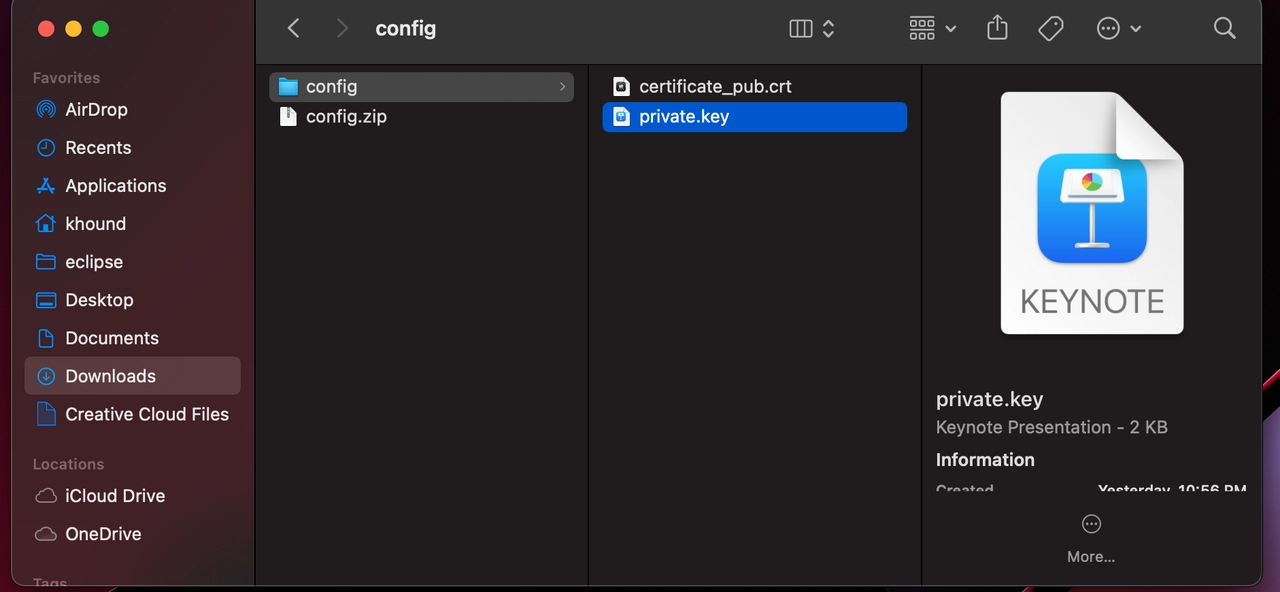 config
Favorites
AirDrop
Recents
Applications
khound
eclipse
Desktop
Documents
Downloads
Creative Cloud Files
Locations
iCloud Drive
OneDrive
Tags
config
config.zip
certificate_pub.crt
private.key
KEYNOTE
private.key
Keynote Presentation - 2 KB
Information
Created Yesterday, 10:56 PM
More...